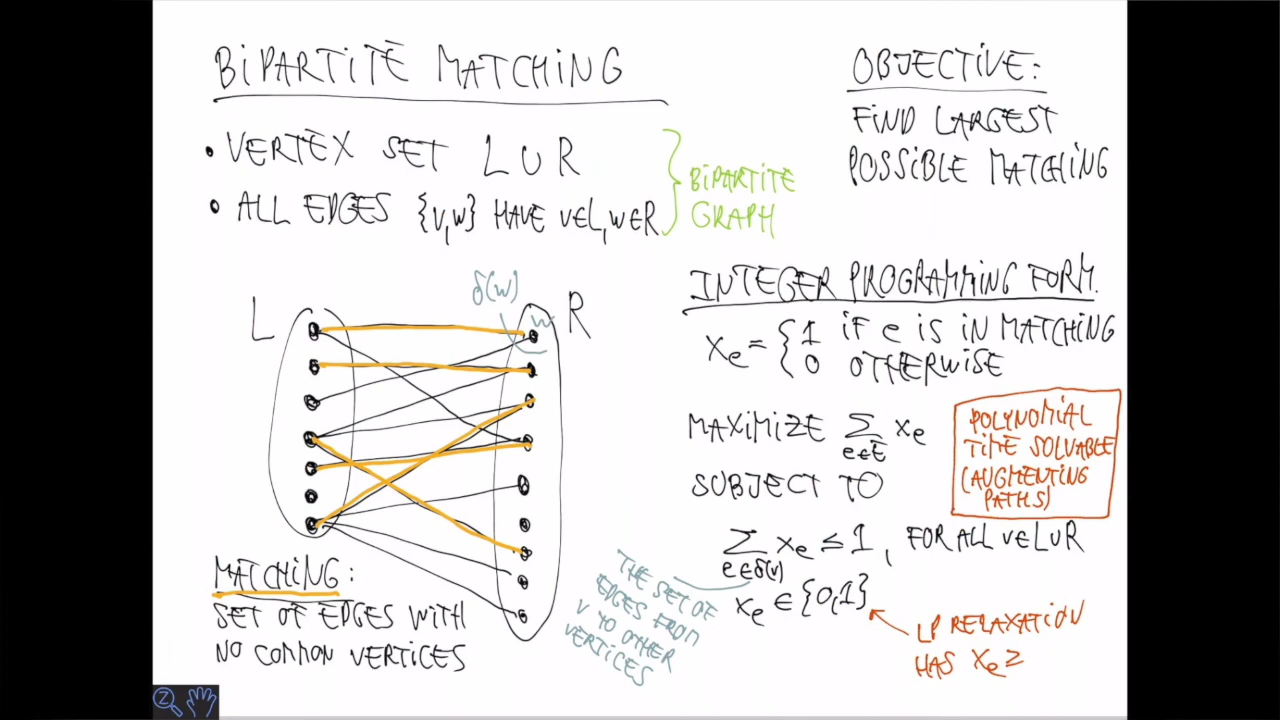 BIPARTITE MATCHING
• VERTEX SET L ∪ R
• ALL EDGES {v,w} HAVE v∈L, w∈R
BIPARTITE
GRAPH
OBJECTIVE:
FIND LARGEST
POSSIBLE MATCHING
L
δ(w)
w
R
MATCHING:
SET OF EDGES WITH
NO COMMON VERTICES
INTEGER PROGRAMMING FORM.
xₑ = { 1 IF e IS IN MATCHING
0 OTHERWISE
MAXIMIZE ∑ xₑ
e∈E
SUBJECT TO
∑ xₑ ≤ 1, FOR ALL v∈L∪R
e∈δ(v)
xₑ ∈ {0,1}
POLYNOMIAL
TIME SOLVABLE
(AUGMENTING
PATHS)
THE SET OF
EDGES FROM
V TO OTHER
VERTICES
LP RELAXATION
HAS xₑ ≥
Z